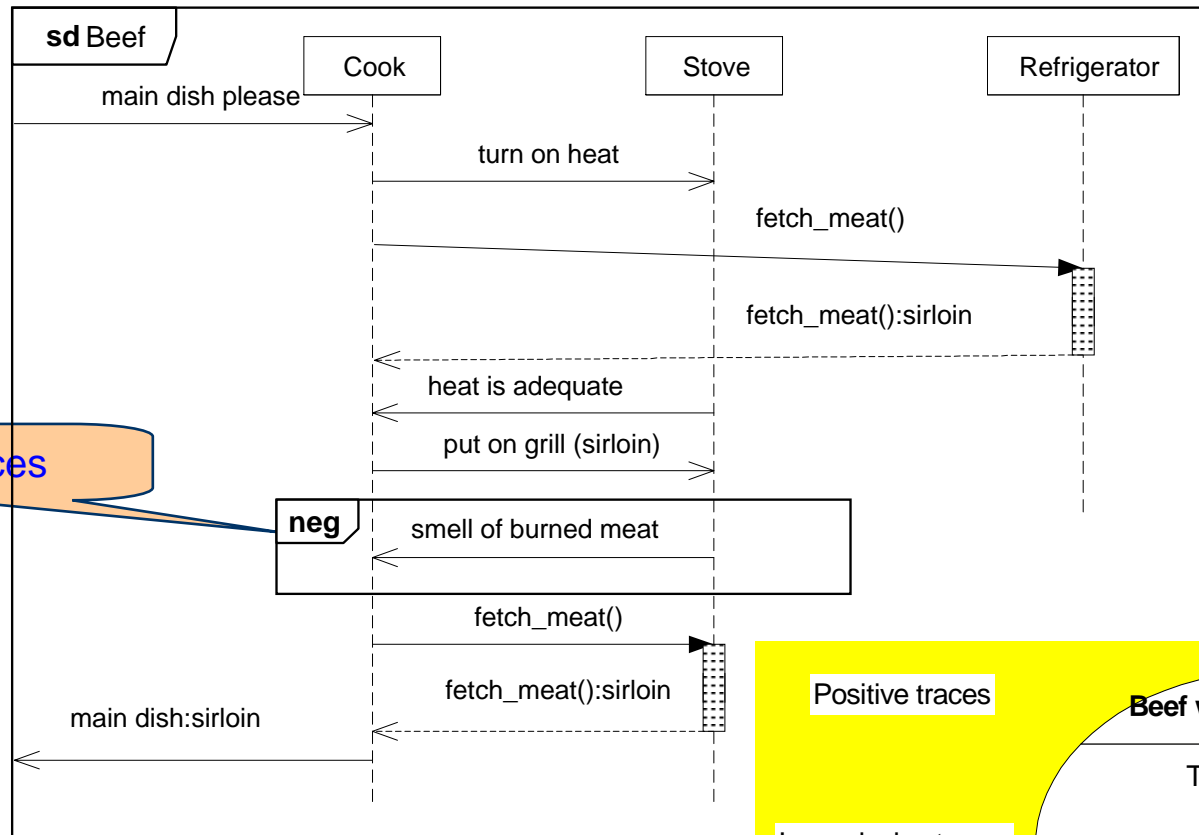 sd Beef
Cook
Stove
Refrigerator
main dish please
turn on heat
fetch_meat()
fetch_meat():sirloin
heat is adequate
put on grill (sirloin)
neg
smell of burned meat
fetch_meat()
fetch_meat():sirloin
main dish:sirloin
Positive traces
Beef